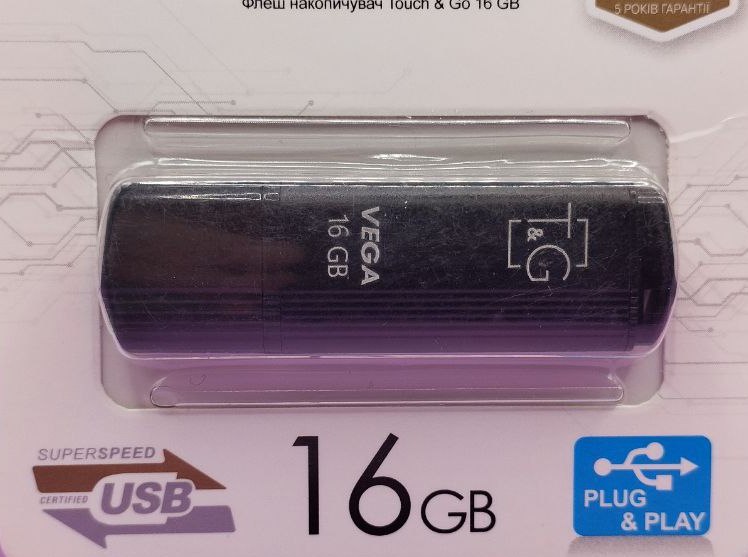 Флеш накопичувач Touch & Go 16 GB
5 РОКІВ ГАРАНТІЇ
VEGA
16 GB
T&G
SUPERSPEED
CERTIFIED USB
16GB
PLUG
& PLAY